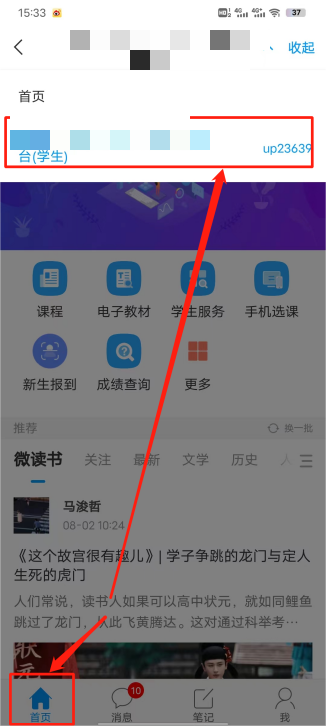 15:33
4G 4G+ 37
收起
首页
台(学生)
up23639
课程 电子教材 学生服务 手机选课
新生报到 成绩查询 更多
推荐 换一批
微读书 关注 最新 文学 历史
马浚哲
08-02 10:24
《这个故宫很有趣儿》| 学子争跳的龙门与定人
生死的虎门
人们常说，读书人如果可以高中状元，就如同鲤鱼
跳过了龙门，从此飞黄腾达。这对通过科举考…
状元
10
首页 消息 笔记 我